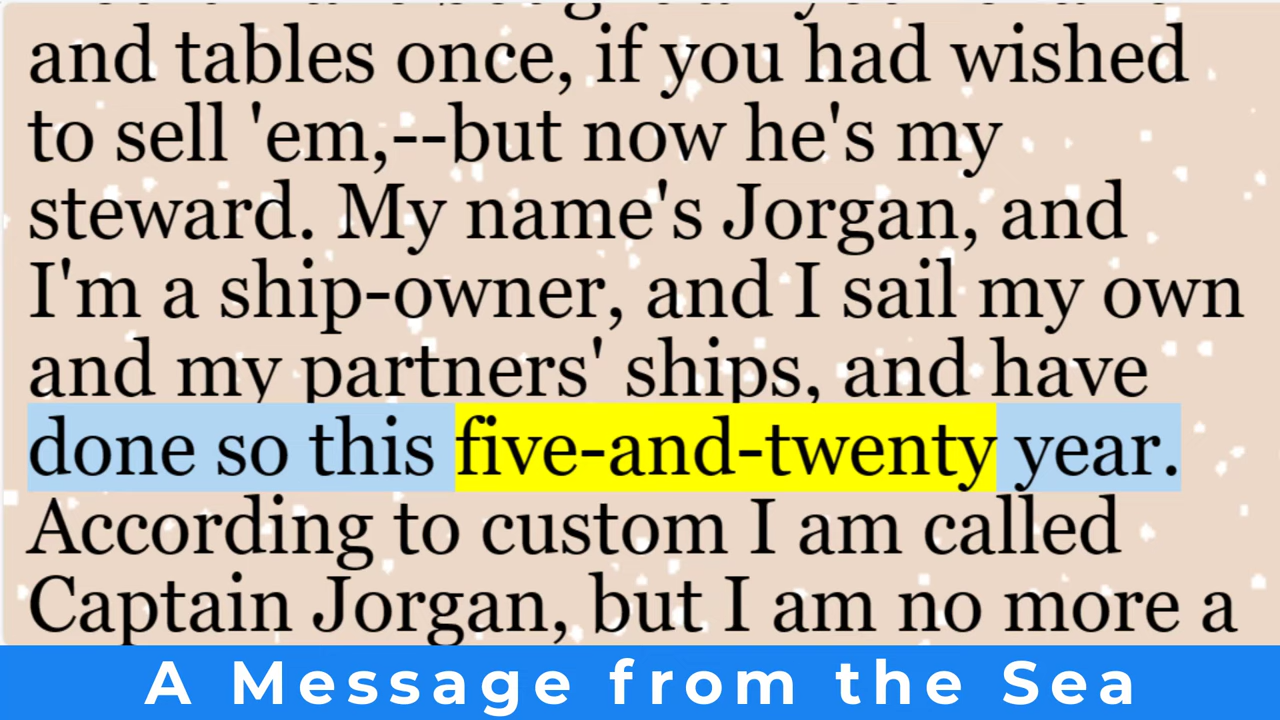 and tables once, if you had wished
to sell 'em,--but now he's my
steward. My name's Jorgan, and
I'm a ship-owner, and I sail my own
and my partners' ships, and have
done so this five-and-twenty year.
According to custom I am called
Captain Jorgan, but I am no more a
A Message from the Sea